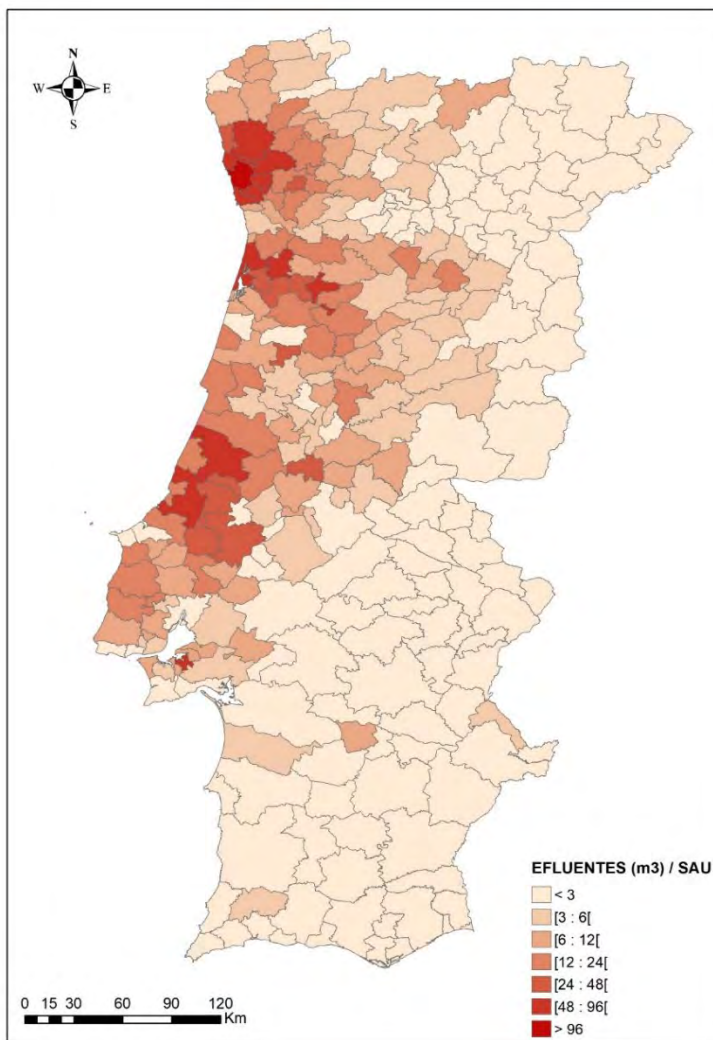 N
W E
S
EFLUENTES (m3) / SAU
< 3
[3 : 6[
[6 : 12[
[12 : 24[
[24 : 48[
[48 : 96[
> 96
0 15 30 60 90 120
Km